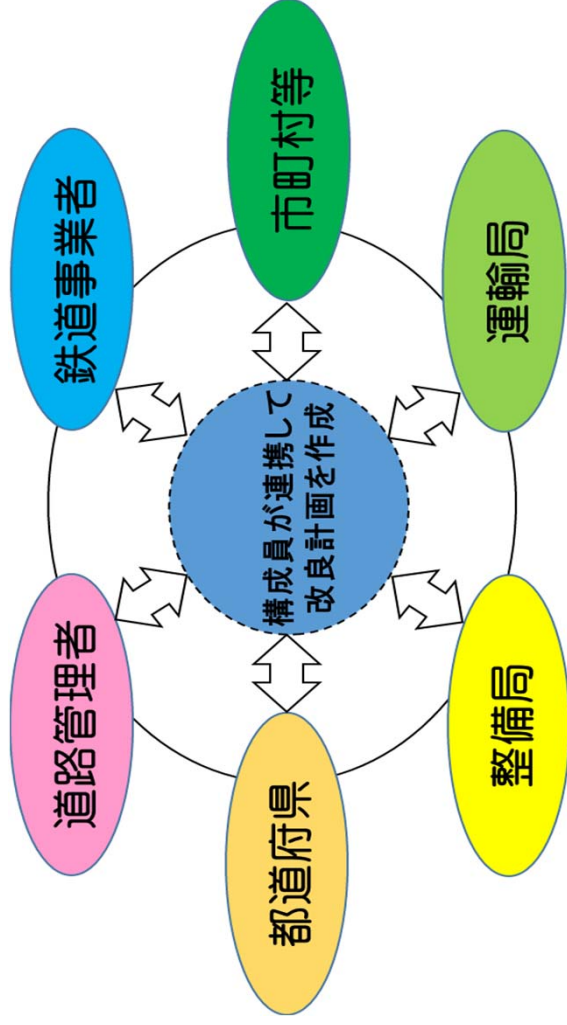 道路管理者
鉄道事業者
都道府県
構成員が連携して
改良計画を作成
市町村等
整備局
運輸局